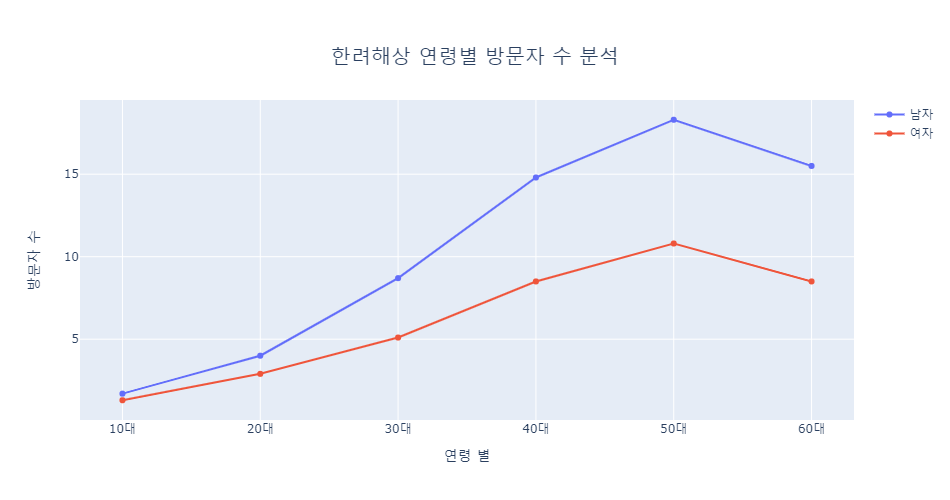 한려해상 연령별 방문자 수 분석
남자
여자
방문자 수
15
10
5
10대
20대
30대
40대
50대
60대
연령 별